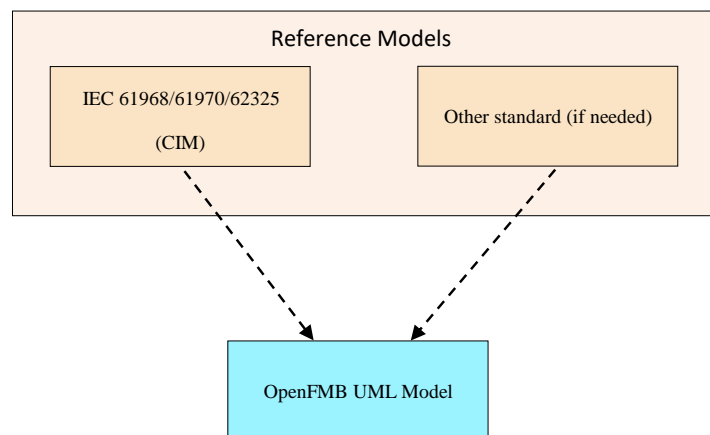 Reference Models
IEC 61968/61970/62325
(CIM)
Other standard (if needed)
OpenFMB UML Model